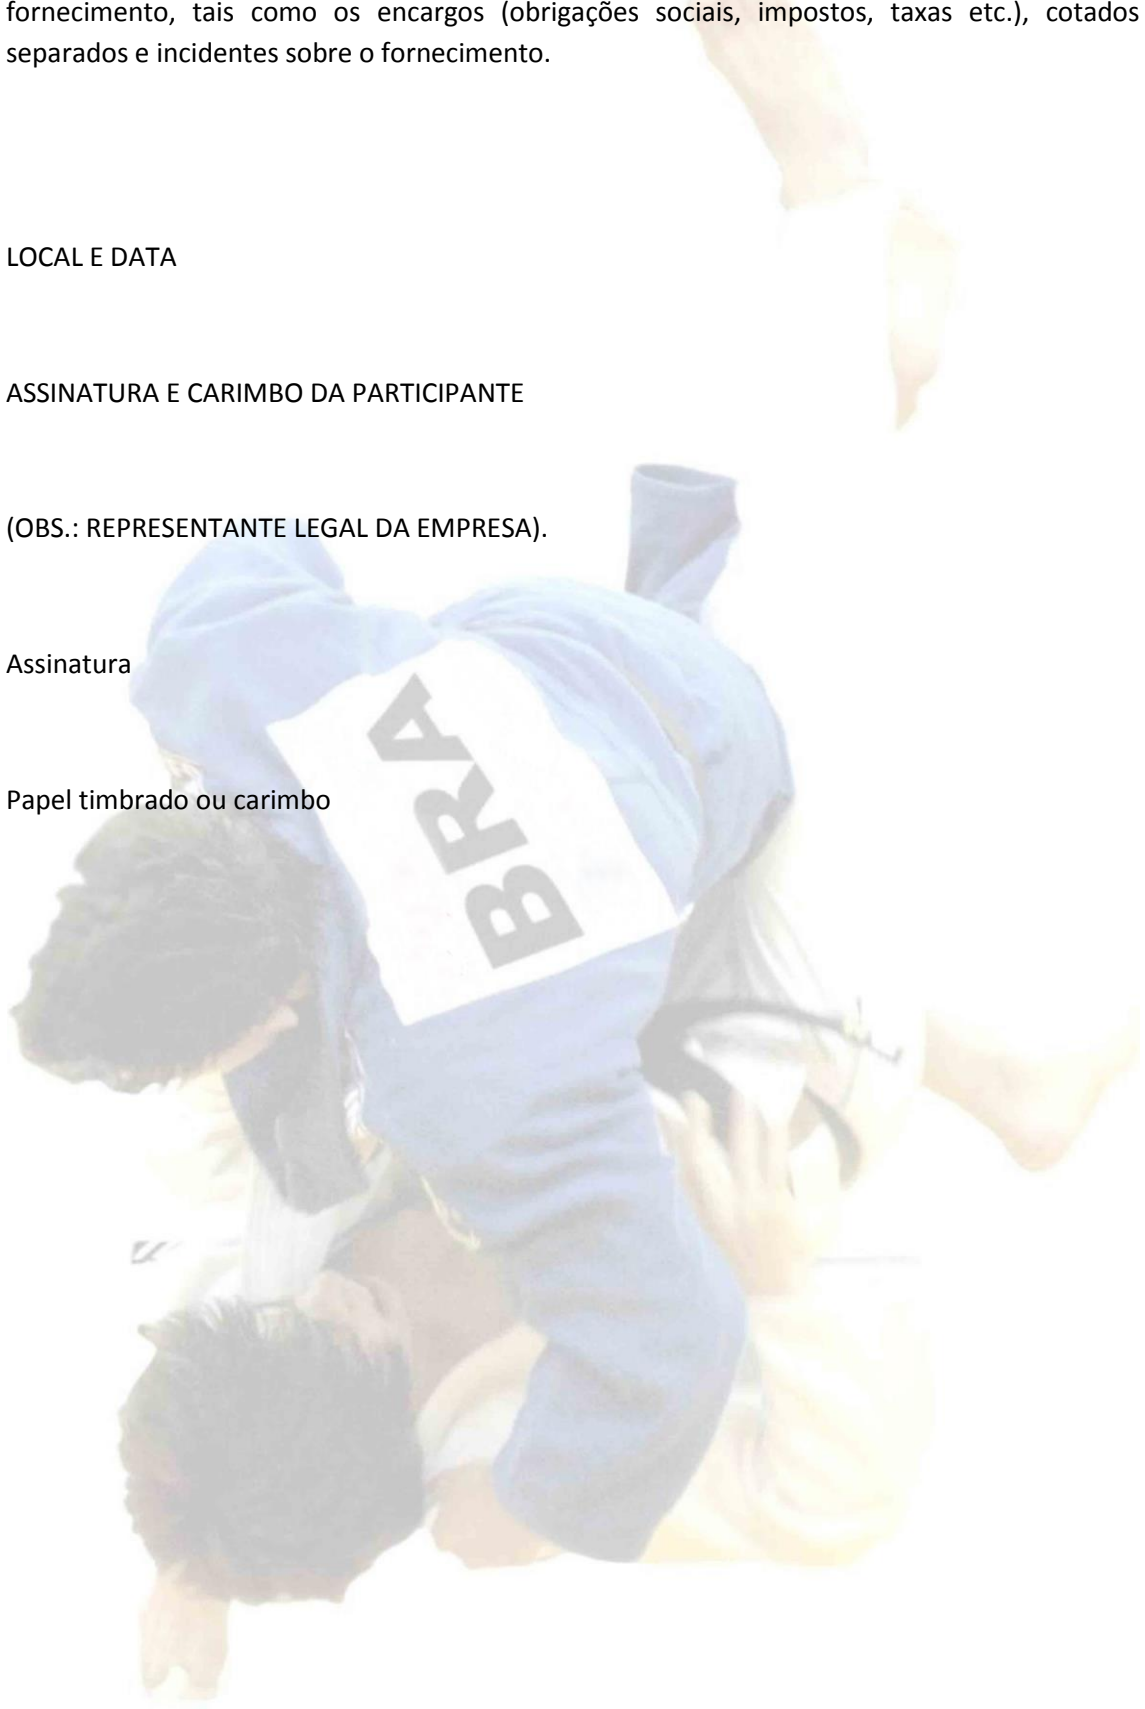 fornecimento, tais como os encargos (obrigações sociais, impostos, taxas etc.), cotados
separados e incidentes sobre o fornecimento.
LOCAL E DATA
ASSINATURA E CARIMBO DA PARTICIPANTE
(OBS.: REPRESENTANTE LEGAL DA EMPRESA).
Assinatura
Papel timbrado ou carimbo
BRA